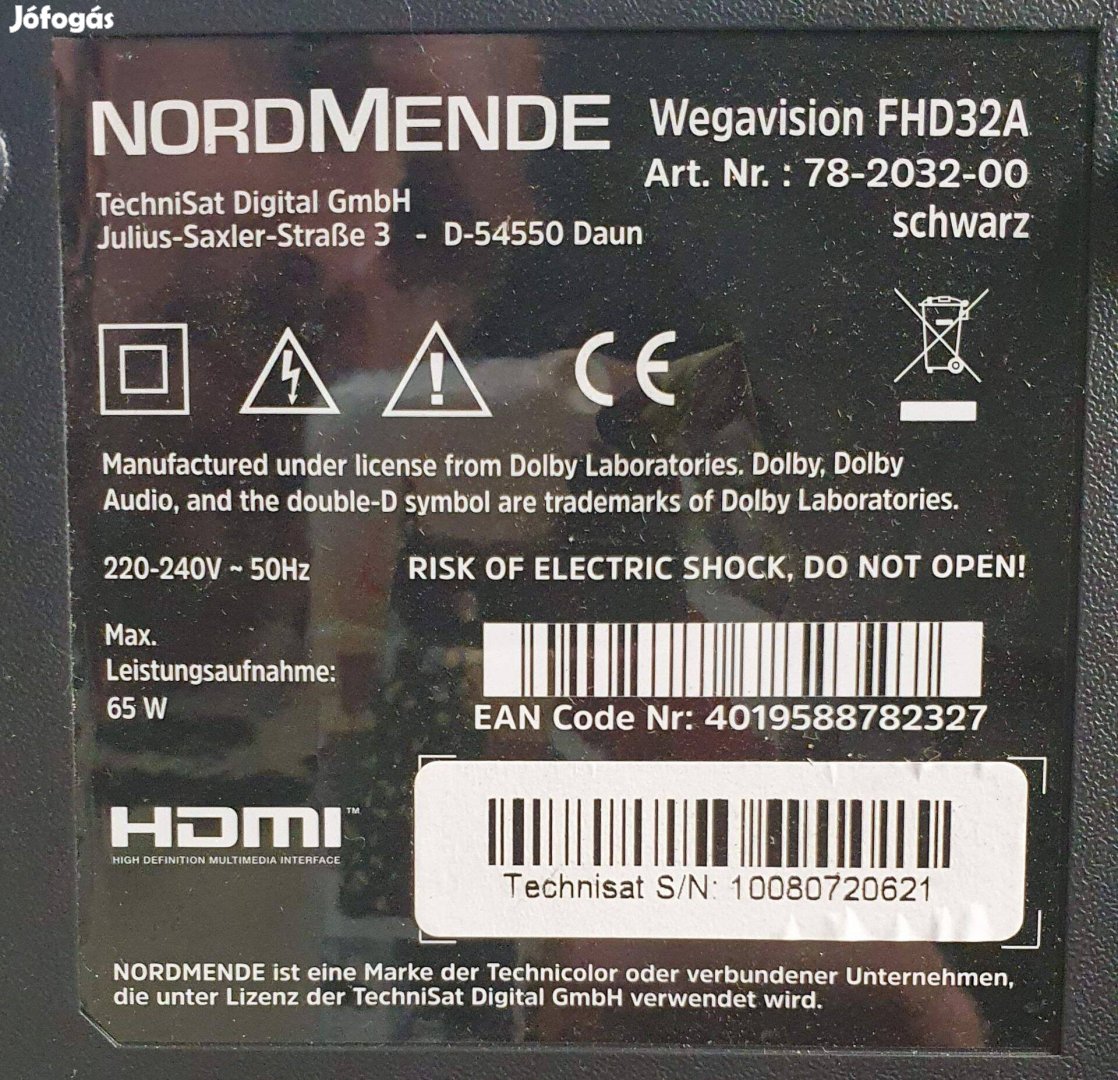 Jófogás
NORDMENDE
Wegavision FHD32A
Art. Nr. : 78-2032-00
schwarz
TechniSat Digital GmbH
Julius-Saxler-Straße 3 - D-54550 Daun
CE
Manufactured under license from Dolby Laboratories. Dolby, Dolby
Audio, and the double-D symbol are trademarks of Dolby Laboratories.
220-240V ~ 50Hz
RISK OF ELECTRIC SHOCK, DO NOT OPEN!
Max.
Leistungsaufnahme:
65 W
EAN Code Nr: 4019588782327
HDMI™
HIGH DEFINITION MULTIMEDIA INTERFACE
Technisat S/N: 10080720621
NORDMENDE ist eine Marke der Technicolor oder verbundener Unternehmen,
die unter Lizenz der TechniSat Digital GmbH verwendet wird.